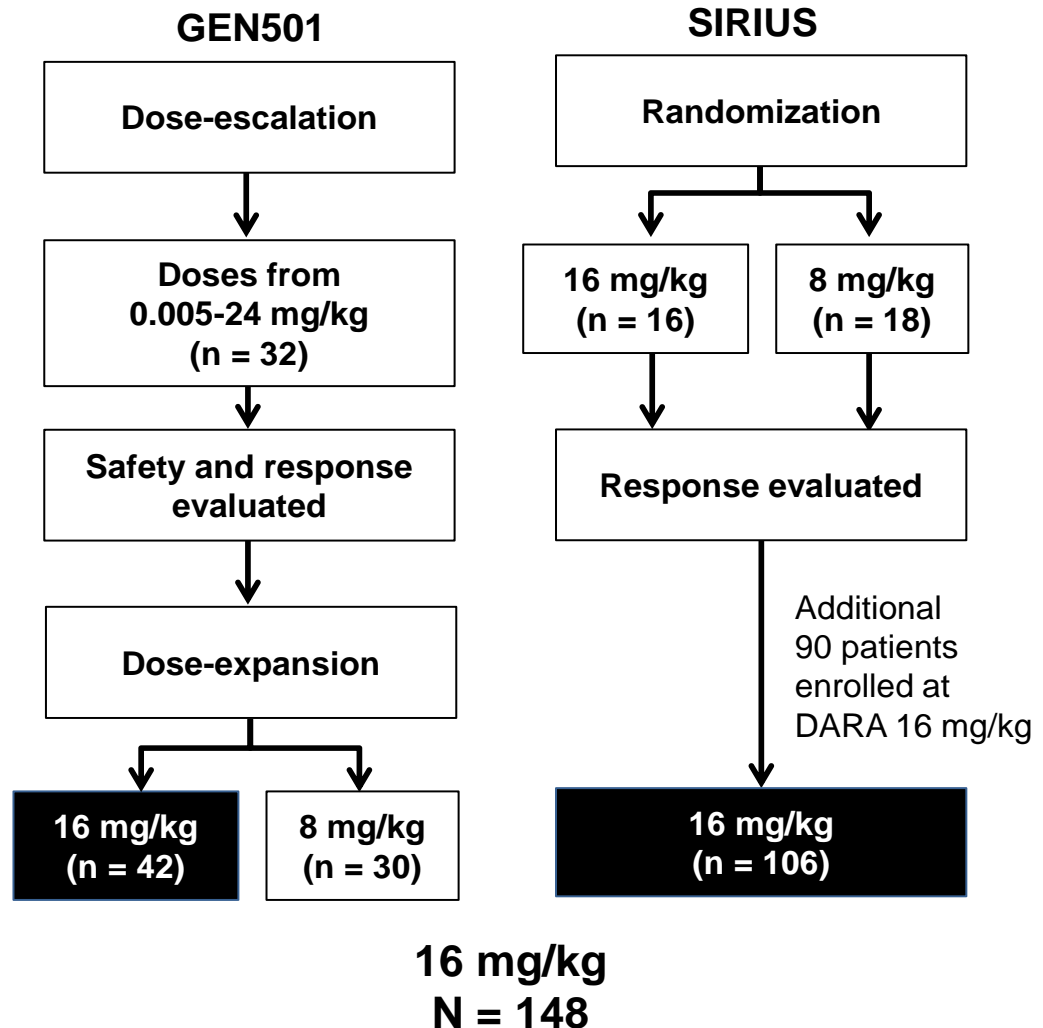 GEN501
Dose-escalation
Doses from
0.005-24 mg/kg
(n = 32)
Safety and response
evaluated
Dose-expansion
16 mg/kg
(n = 42)
8 mg/kg
(n = 30)
SIRIUS
Randomization
16 mg/kg
(n = 16)
8 mg/kg
(n = 18)
Response evaluated
Additional
90 patients
enrolled at
DARA 16 mg/kg
16 mg/kg
(n = 106)
16 mg/kg
N = 148